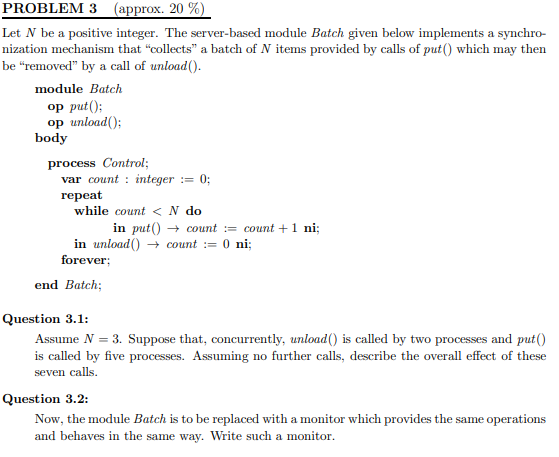 PROBLEM 3 (approx. 20 %)
Let N be a positive integer. The server-based module Batch given below implements a synchro-
nization mechanism that “collects” a batch of N items provided by calls of put() which may then
be “removed” by a call of unload().
module Batch
op put();
op unload();
body
process Control;
var count : integer := 0;
repeat
while count < N do
in put() → count := count + 1 ni;
in unload() → count := 0 ni;
forever;
end Batch;
Question 3.1:
Assume N = 3. Suppose that, concurrently, unload() is called by two processes and put()
is called by five processes. Assuming no further calls, describe the overall effect of these
seven calls.
Question 3.2:
Now, the module Batch is to be replaced with a monitor which provides the same operations
and behaves in the same way. Write such a monitor.